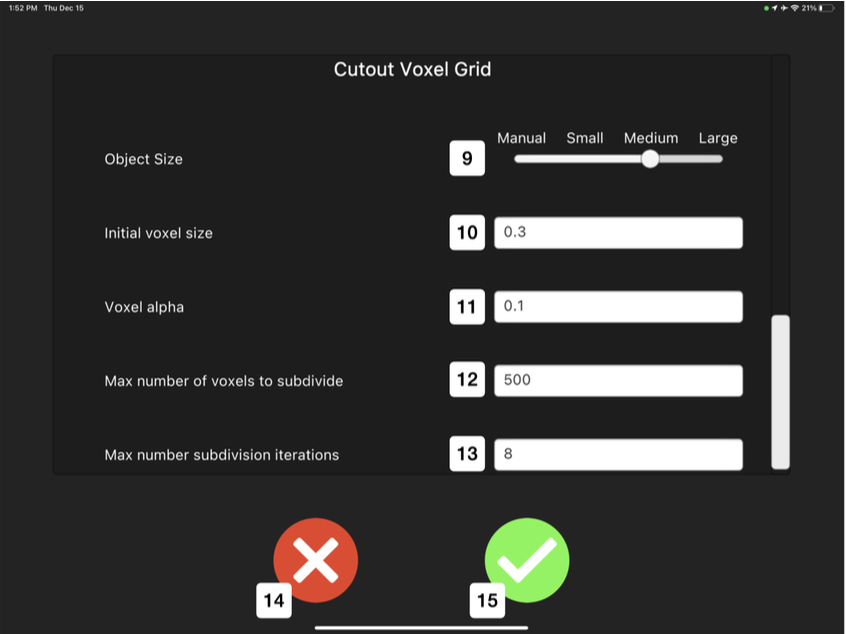 1:52 PM Thu Dec 15
21%
Cutout Voxel Grid
Manual Small Medium Large
Object Size 9
Initial voxel size 10 0.3
Voxel alpha 11 0.1
Max number of voxels to subdivide 12 500
Max number subdivision iterations 13 8
14 15